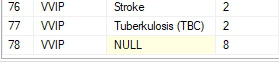 76 VVIP Stroke 2
77 VVIP Tuberkulosis (TBC) 2
78 VVIP NULL 8